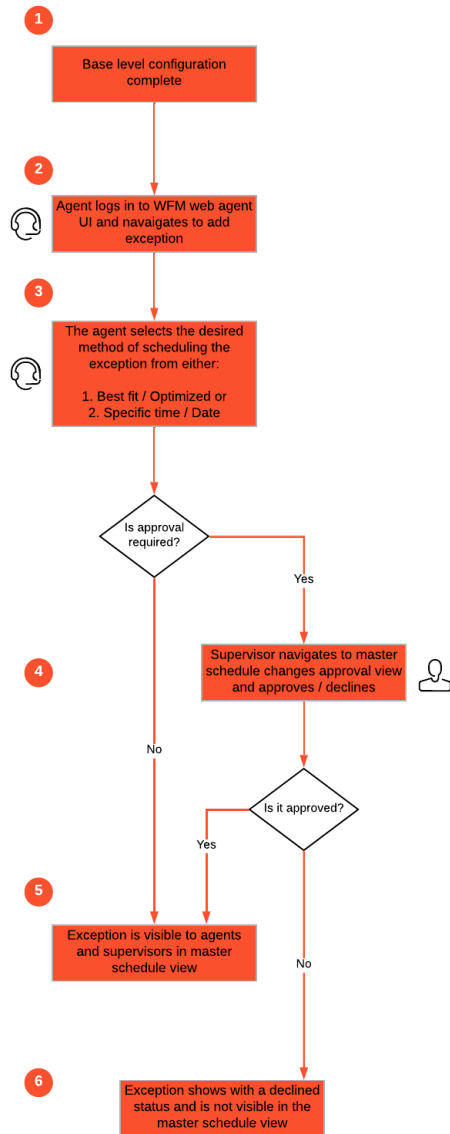 1
Base level configuration
complete
2
Agent logs in to WFM web agent
UI and navaigates to add
exception
3
The agent selects the desired
method of scheduling the
exception from either:
1. Best fit / Optimized or
2. Specific time / Date
Is approval
required?
Yes
4
Supervisor navigates to master
schedule changes approval view
and approves / declines
No
Is it approved?
Yes
5
Exception is visible to agents
and supervisors in master
schedule view
No
6
Exception shows with a declined
status and is not visible in the
master schedule view